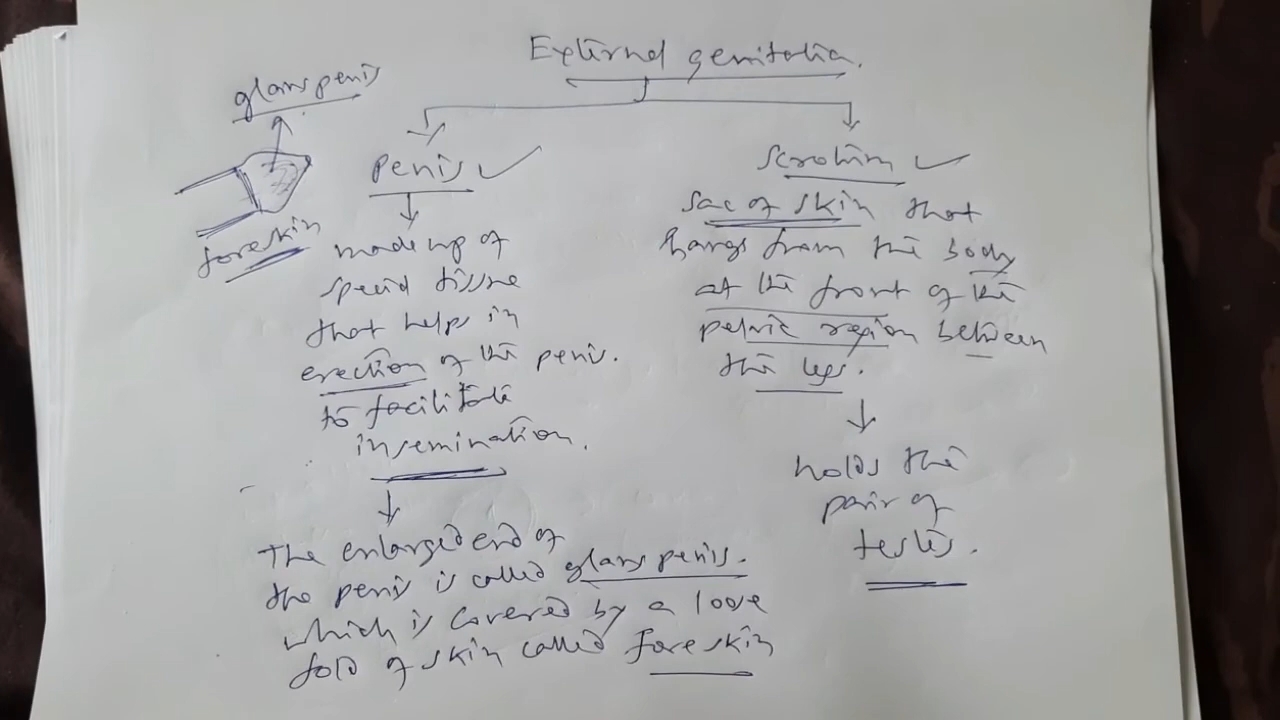 External genitalia.
glans penis
foreskin
Penis
made up of
special tissue
that helps in
erection of the penis.
to facilitate
insemination.
The enlarged end of
the penis is called glans penis.
which is covered by a loose
fold of skin called foreskin
Scrotum
Sac of skin that
hangs from the body
at the front of the
pelvic region between
the legs.
holds the
pair of
testis.